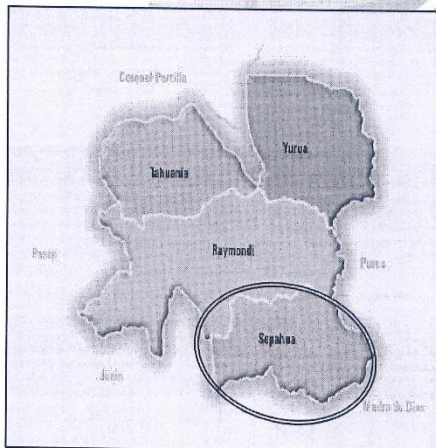 Coronel Portillo
Yurua
Tahuania
Raymondi
Pasco
Purus
Sepahua
Junin
Madre de Dios